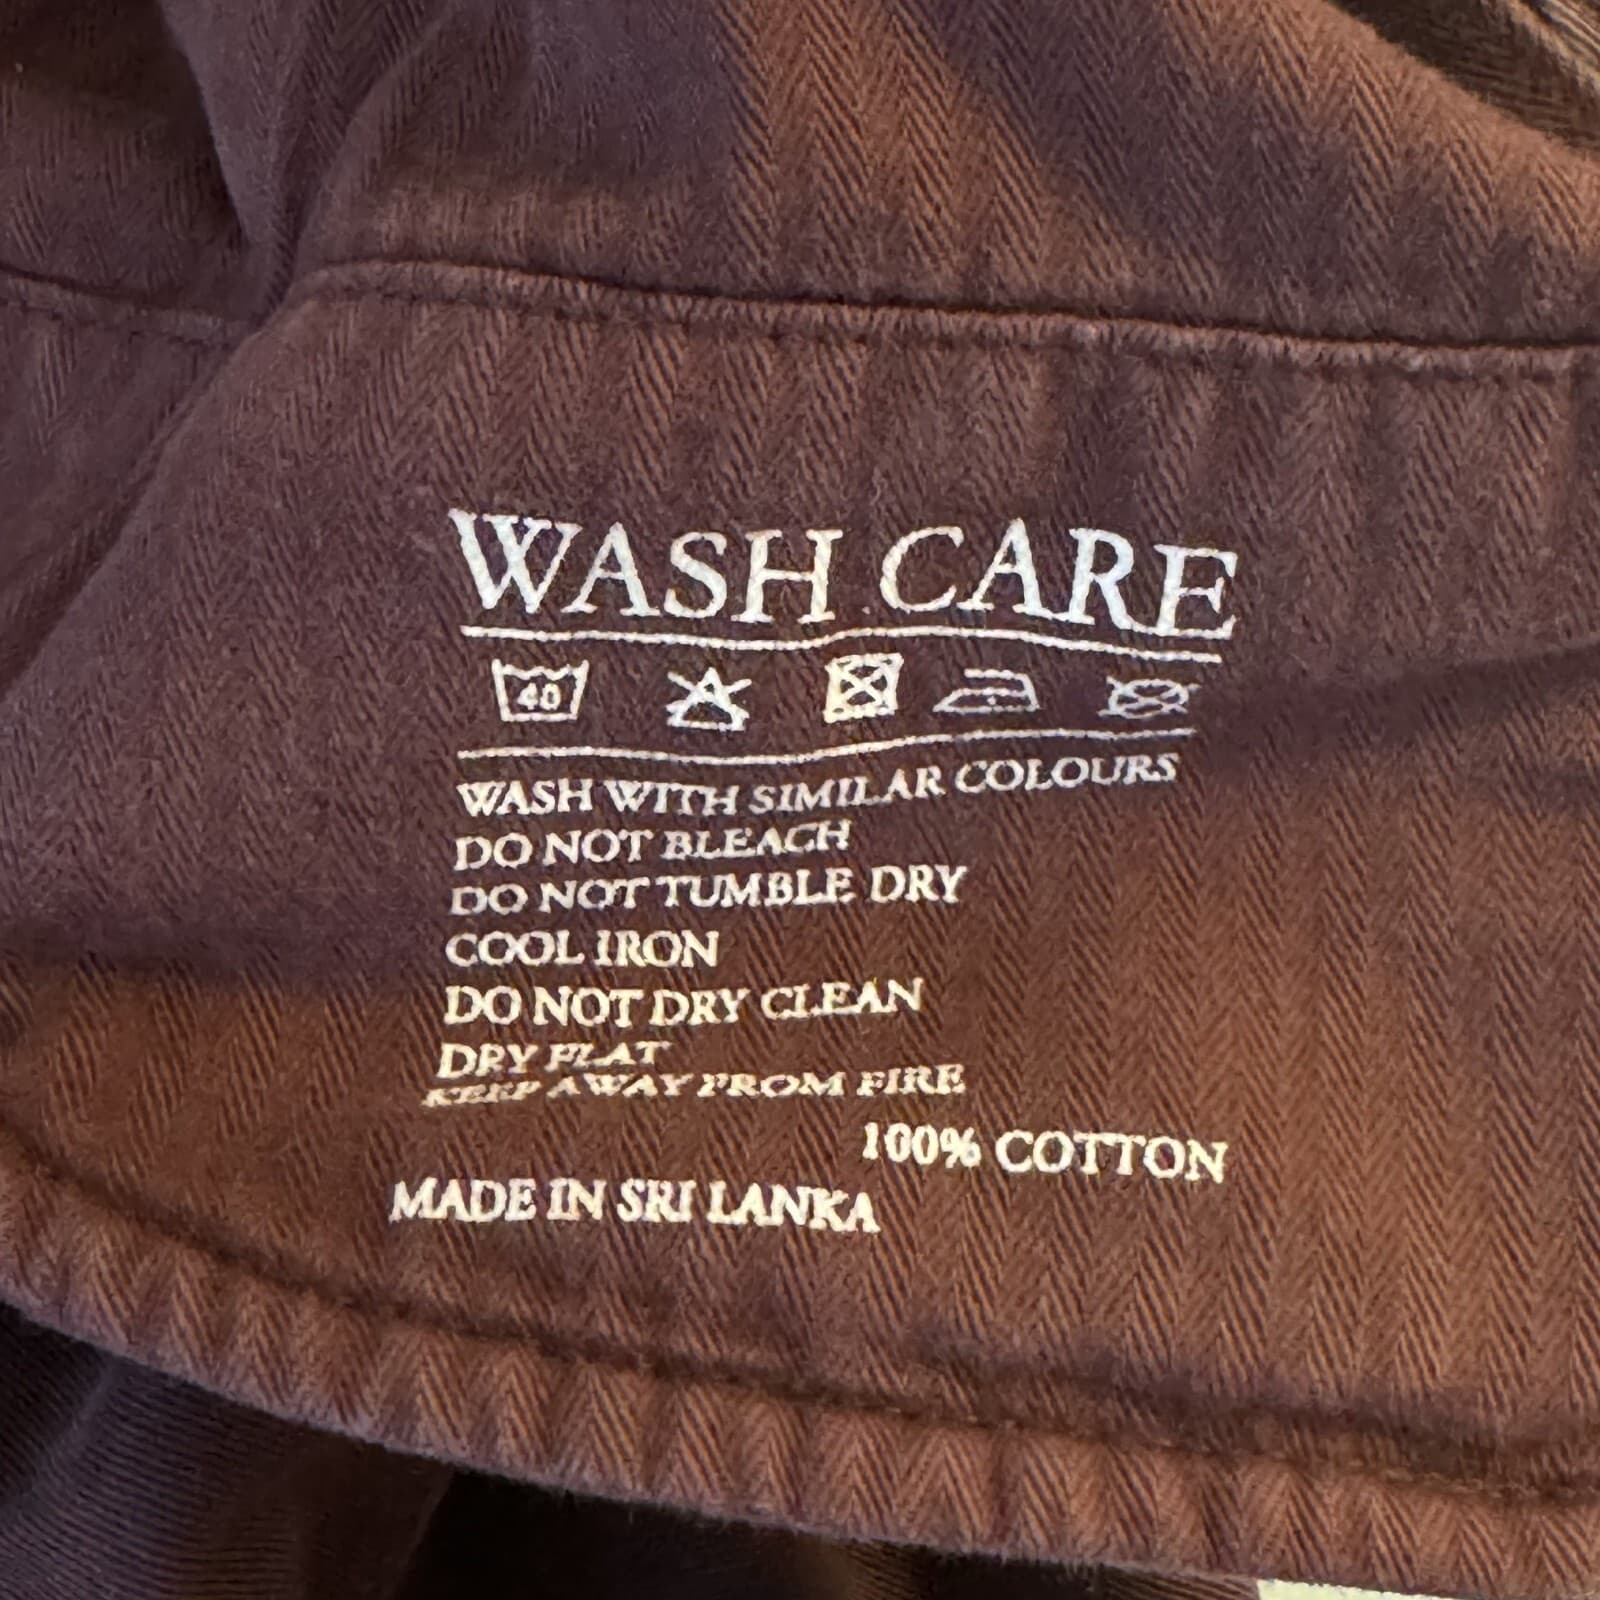 WASH CARE
40
WASH WITH SIMILAR COLOURS
DO NOT BLEACH
DO NOT TUMBLE DRY
COOL IRON
DO NOT DRY CLEAN
DRY FLAT
KEEP AWAY FROM FIRE
100% COTTON
MADE IN SRI LANKA